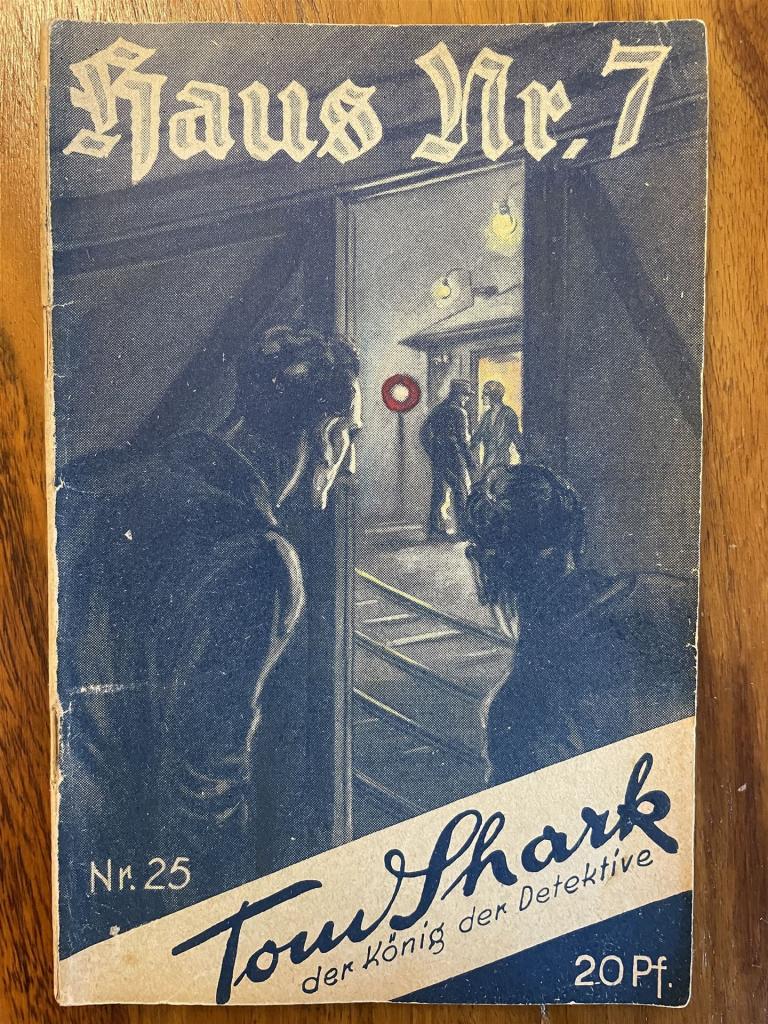 Haus Nr. 7
Nr. 25
Tom Shark
der König der Detektive
20 Pf.